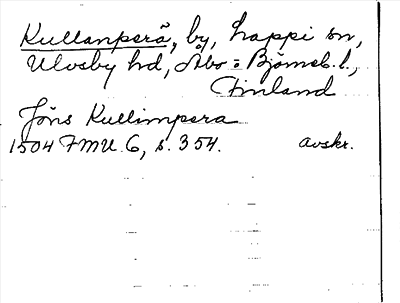 Kullanperä, by, Lappi sn,
Ulvsby hd, Åbo = Björneb. l.,
Finland
Jöns Kullimpera
1504 FMU 6, s. 354. avskr.